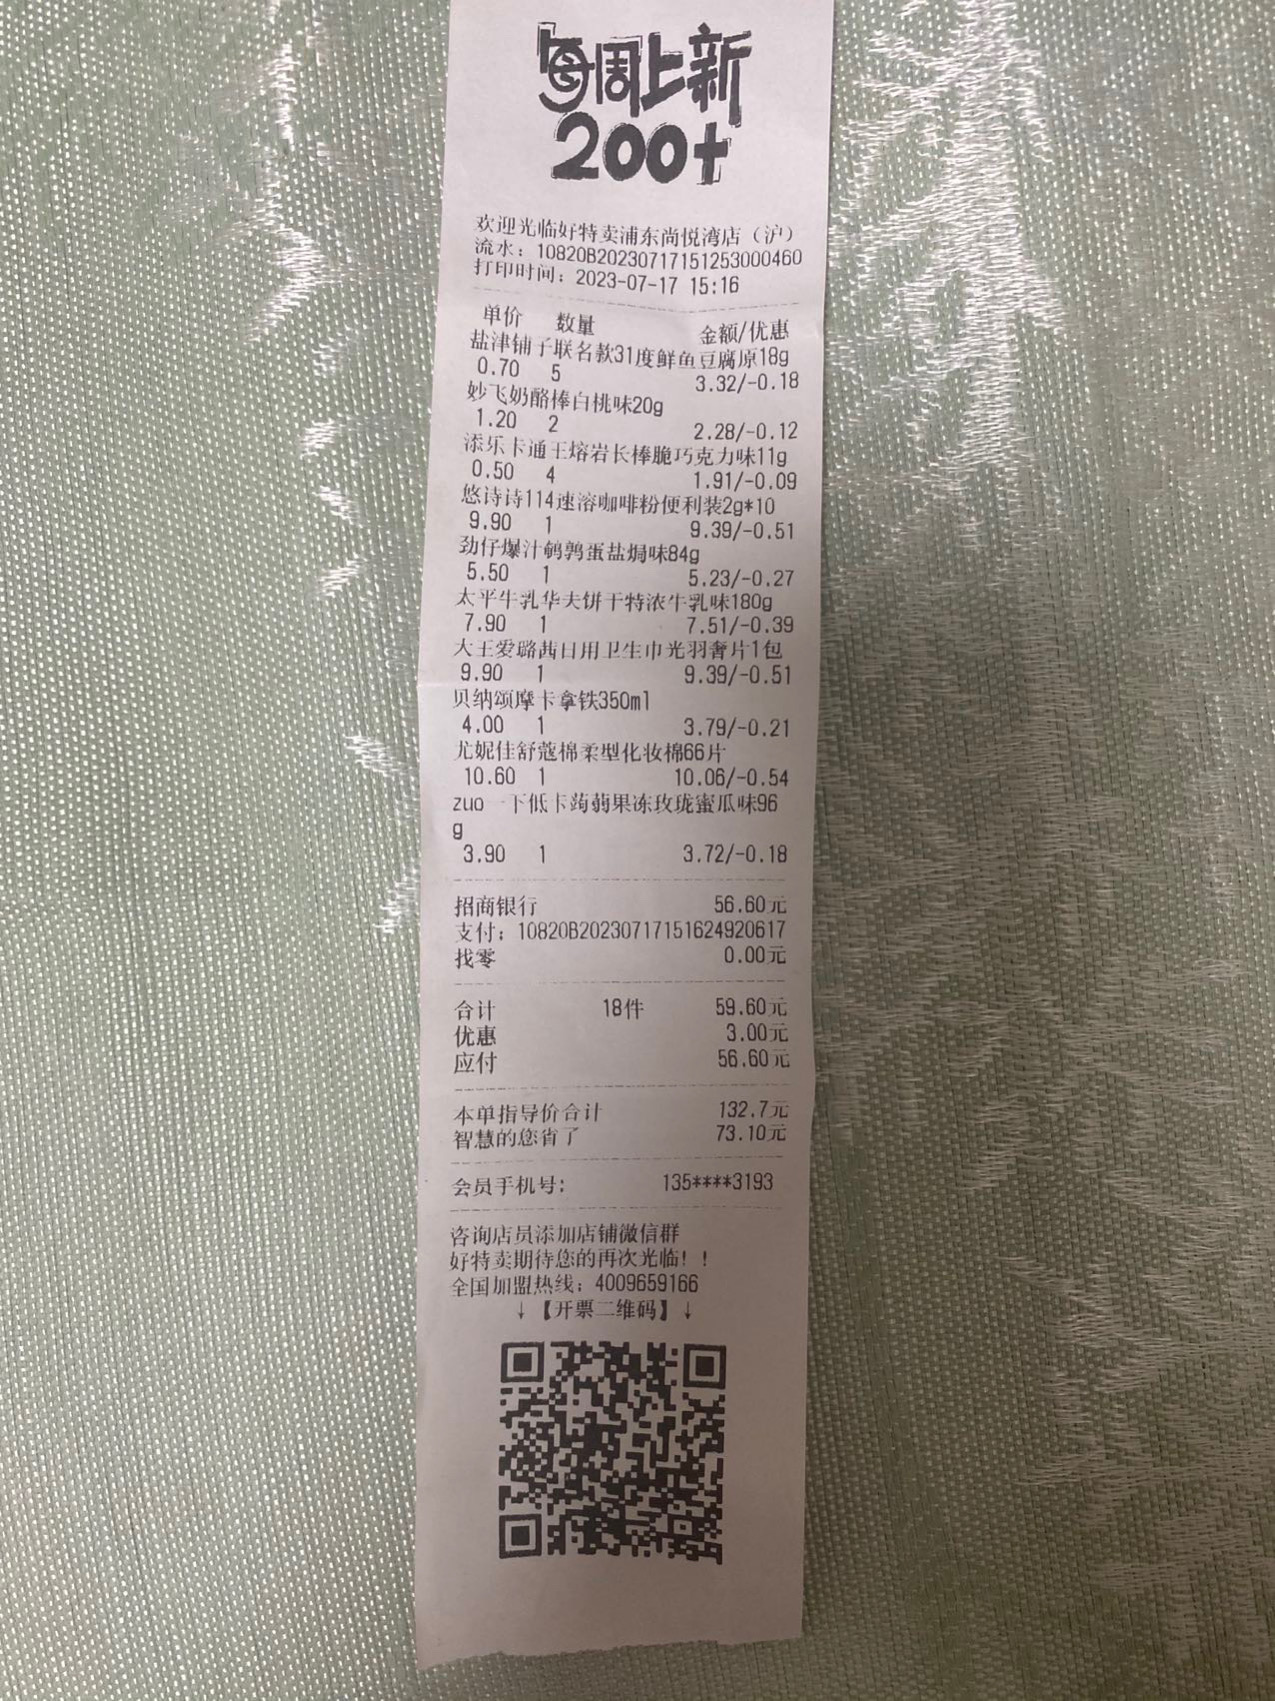 每周上新
200+
欢迎光临好特卖浦东尚悦湾店（沪）
流水：10820B20230717151253000460
打印时间：2023-07-17 15:16
单价 数量 金额/优惠
盐津铺子联名款31度鲜鱼豆腐原18g
0.70 5 3.32/-0.18
妙飞奶酪棒白桃味20g
1.20 2 2.28/-0.12
添乐卡通王熔岩长棒脆巧克力味11g
0.50 4 1.91/-0.09
悠诗诗114速溶咖啡粉便利装2g*10
9.90 1 9.39/-0.51
劲仔爆汁鹌鹑蛋盐焗味84g
5.50 1 5.23/-0.27
太平牛乳华夫饼干特浓牛乳味180g
7.90 1 7.51/-0.39
大王爱璐茜日用卫生巾光羽奢片1包
9.90 1 9.39/-0.51
贝纳颂摩卡拿铁350ml
4.00 1 3.79/-0.21
尤妮佳舒蔻棉柔型化妆棉66片
10.60 1 10.06/-0.54
zuo一下低卡蒟蒻果冻玫珑蜜瓜味96
g
3.90 1 3.72/-0.18
招商银行 56.60元
支付：10820B20230717151624920617
找零 0.00元
合计 18件 59.60元
优惠 3.00元
应付 56.60元
本单指导价合计 132.7元
智慧的您省了 73.10元
会员手机号： 135****3193
咨询店员添加店铺微信群
好特卖期待您的再次光临！！
全国加盟热线：4009659166
↓【开票二维码】↓